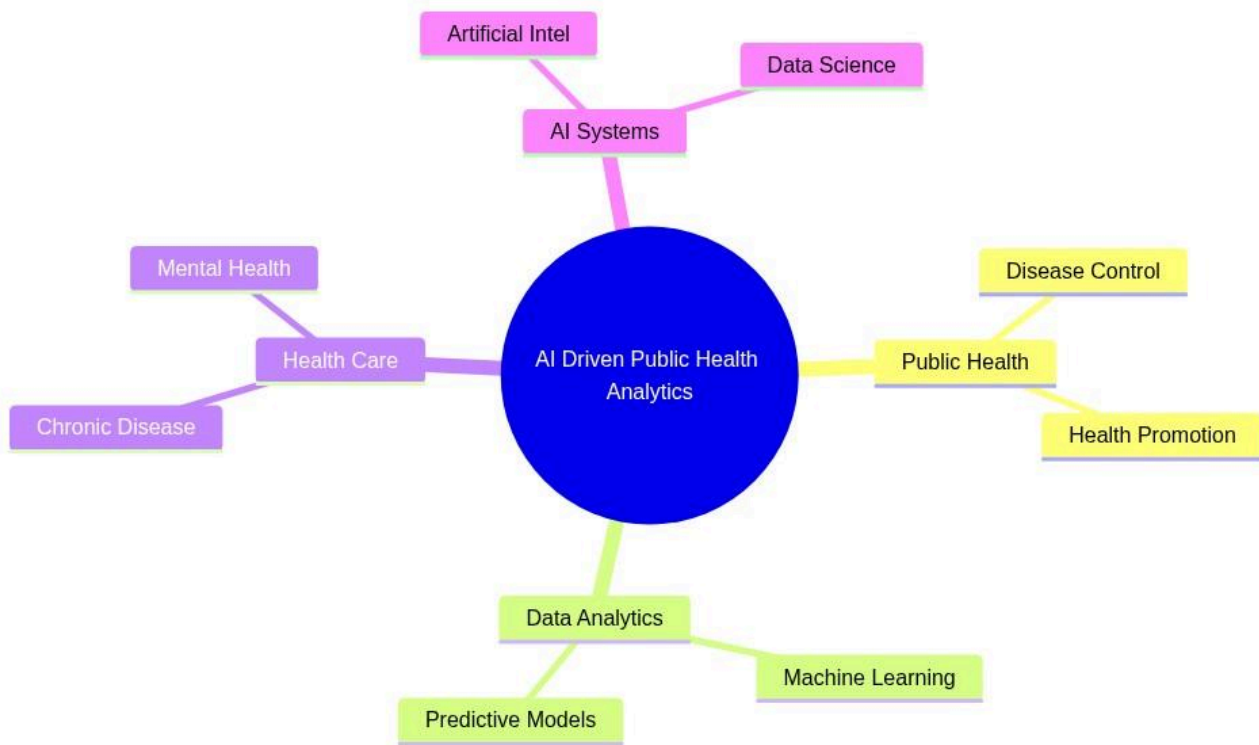 Artificial Intel
Data Science
AI Systems
Mental Health
Disease Control
Health Care
AI Driven Public Health
Analytics
Public Health
Chronic Disease
Health Promotion
Data Analytics
Machine Learning
Predictive Models